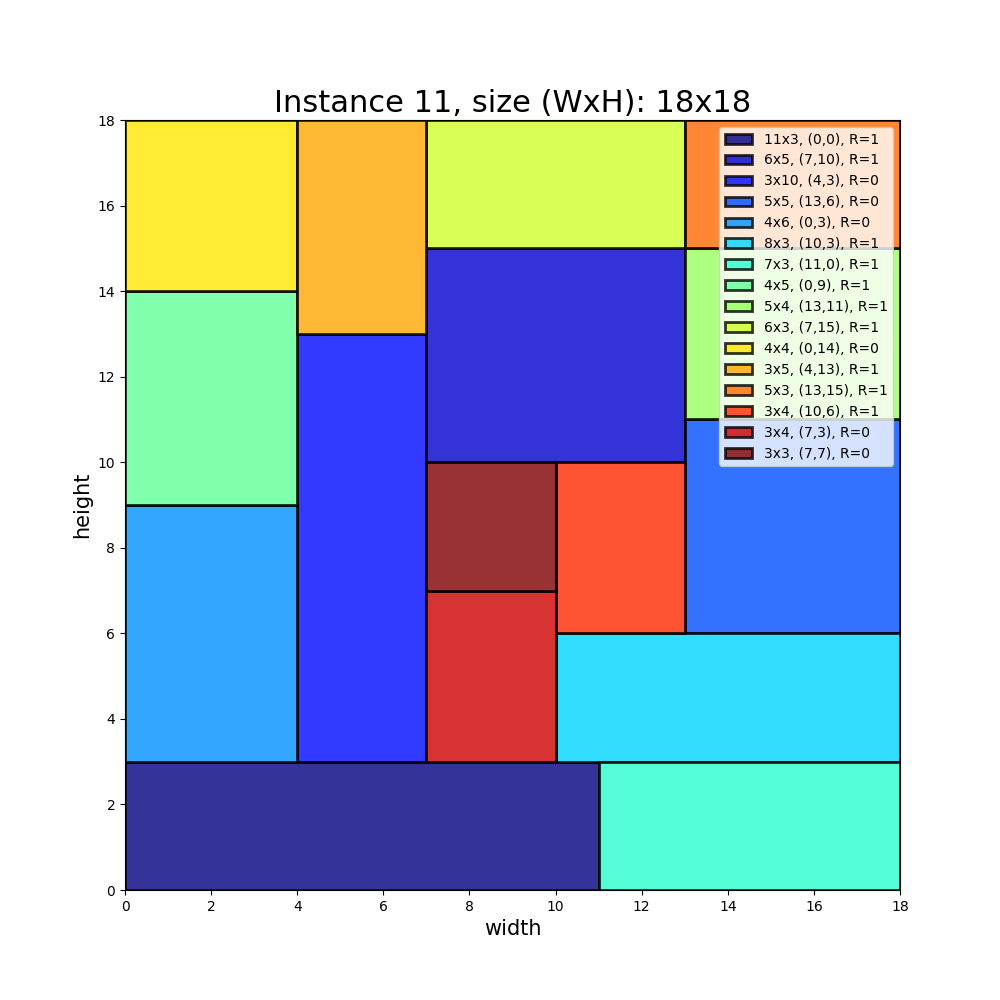 Instance 11, size (WxH): 18x18
18
16
14
12
10
8
6
4
2
0
height
11x3, (0,0), R=1
6x5, (7,10), R=1
3x10, (4,3), R=0
5x5, (13,6), R=0
4x6, (0,3), R=0
8x3, (10,3), R=1
7x3, (11,0), R=1
4x5, (0,9), R=1
5x4, (13,11), R=1
6x3, (7,15), R=1
4x4, (0,14), R=0
3x5, (4,13), R=1
5x3, (13,15), R=1
3x4, (10,6), R=1
3x4, (7,3), R=0
3x3, (7,7), R=0
0 2 4 6 8 10 12 14 16 18
width